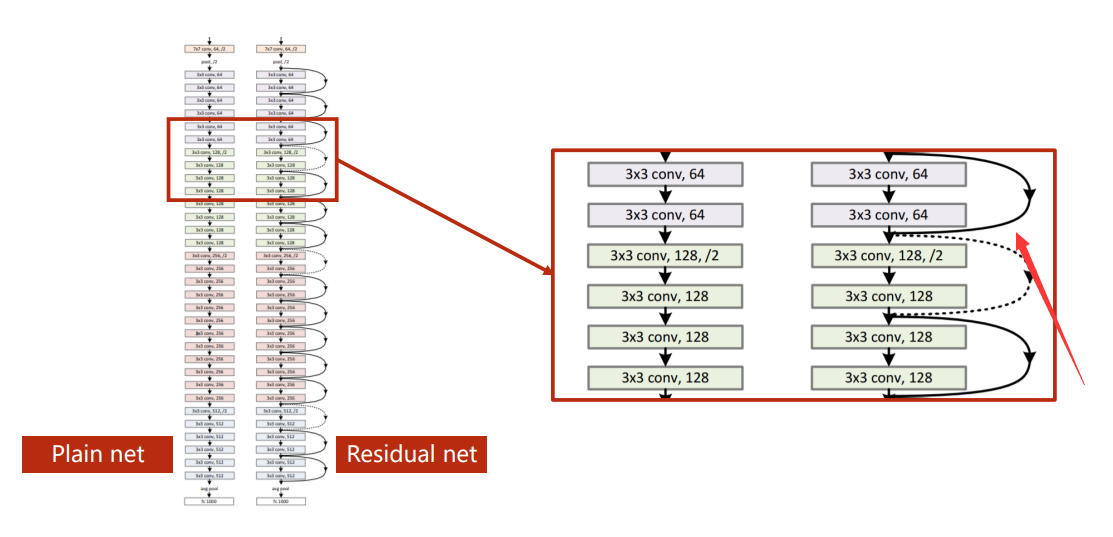 7x7 conv, 64, /2
pool, /2
3x3 conv, 64
3x3 conv, 64
3x3 conv, 64
3x3 conv, 64
3x3 conv, 64
3x3 conv, 64
3x3 conv, 128, /2
3x3 conv, 128
3x3 conv, 128
3x3 conv, 128
3x3 conv, 128
3x3 conv, 128
3x3 conv, 128
3x3 conv, 128
3x3 conv, 256, /2
3x3 conv, 256
3x3 conv, 256
3x3 conv, 256
3x3 conv, 256
3x3 conv, 256
3x3 conv, 256
3x3 conv, 256
3x3 conv, 256
3x3 conv, 256
3x3 conv, 256
3x3 conv, 256
3x3 conv, 512, /2
3x3 conv, 512
3x3 conv, 512
3x3 conv, 512
3x3 conv, 512
3x3 conv, 512
avg pool
fc 1000
7x7 conv, 64, /2
pool, /2
3x3 conv, 64
3x3 conv, 64
3x3 conv, 64
3x3 conv, 64
3x3 conv, 64
3x3 conv, 64
3x3 conv, 128, /2
3x3 conv, 128
3x3 conv, 128
3x3 conv, 128
3x3 conv, 128
3x3 conv, 128
3x3 conv, 128
3x3 conv, 128
3x3 conv, 256, /2
3x3 conv, 256
3x3 conv, 256
3x3 conv, 256
3x3 conv, 256
3x3 conv, 256
3x3 conv, 256
3x3 conv, 256
3x3 conv, 256
3x3 conv, 256
3x3 conv, 256
3x3 conv, 256
3x3 conv, 512, /2
3x3 conv, 512
3x3 conv, 512
3x3 conv, 512
3x3 conv, 512
3x3 conv, 512
avg pool
fc 1000
Plain net
Residual net
3x3 conv, 64
3x3 conv, 64
3x3 conv, 128, /2
3x3 conv, 128
3x3 conv, 128
3x3 conv, 128
3x3 conv, 64
3x3 conv, 64
3x3 conv, 128, /2
3x3 conv, 128
3x3 conv, 128
3x3 conv, 128